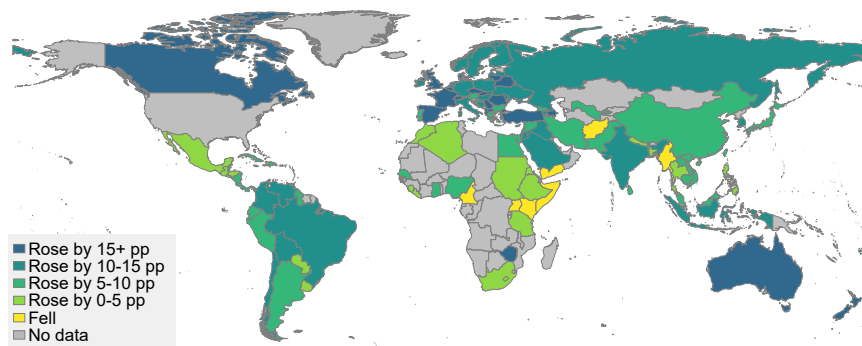 Rose by 15+ pp
Rose by 10-15 pp
Rose by 5-10 pp
Rose by 0-5 pp
Fell
No data